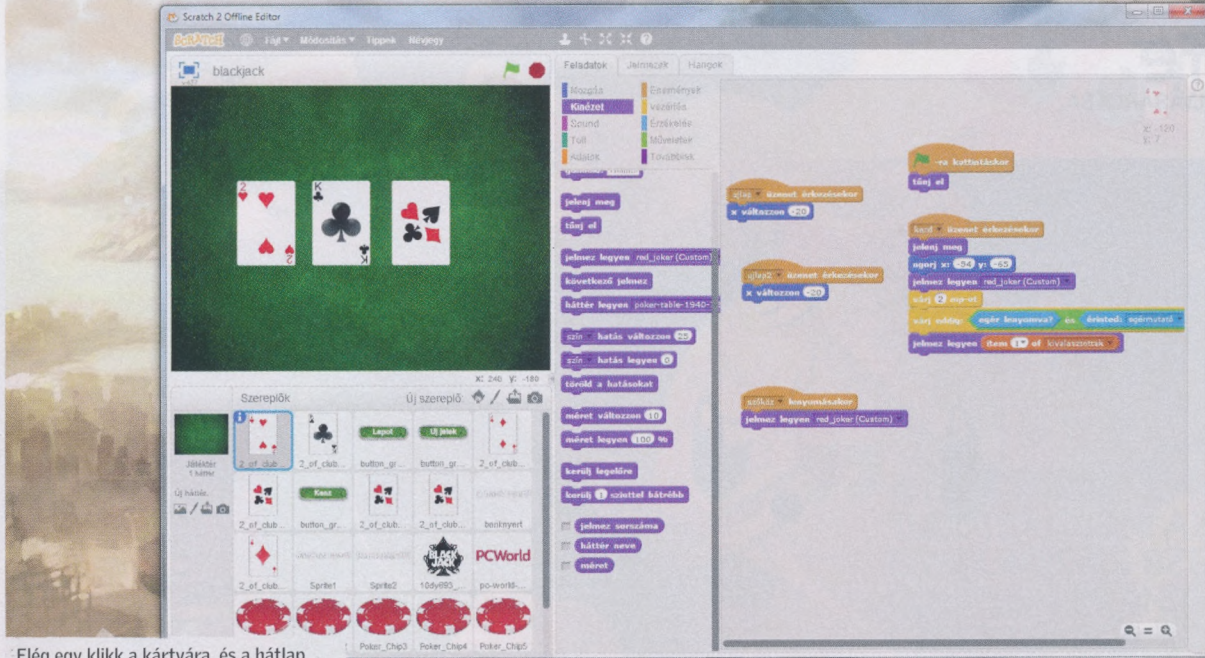 Scratch 2 Offline Editor
SCRATCH Fájl Módosítás Tippek Névjegy
blackjack
Feladatok Jelmezek Hangok
Mozgás Események
Kinézet Vezérlés
Sound Érzékelés
Toll Műveletek
Adatok Továbbiak
jelenj meg
tűnj el
jelmez legyen red_joker (Custom)
következő jelmez
háttér legyen poker-table-1940-
szín hatás változzon 25
szín hatás legyen 0
töröld a hatásokat
méret változzon 10
méret legyen 100 %
kerülj legelőre
kerülj 1 szinttel hátrébb
jelmez sorszáma
háttér neve
méret
újlap üzenet érkezésekor
x változzon -20
újlap2 üzenet érkezésekor
x változzon -20
szóköz lenyomásakor
jelmez legyen red_joker (Custom)
-ra kattintáskor
tűnj el
kezd üzenet érkezésekor
jelenj meg
ugorj x: -54 y: -65
jelmez legyen red_joker (Custom)
várj 2 mp-et
várj eddig: egér lenyomva? és érinted: egérmutató
jelmez legyen item 1 of kiválasztottak
x: -120
y: 7
2
2
K
K
X: 240 Y: -180
Szereplők Új szereplő:
Játéktér
1 háttér
Új háttér:
Lapot Új játék
2_of_club... 2_of_club... button_gr... button_gr... 2_of_club...
Kész
2_of_club... button_gr... 2_of_club... 2_of_club... banknyert
BLACK JACK PCWorld
2_of_club... Sprite1 Sprite2 10dy693_... pc-world-...
Poker_Chip3 Poker_Chip4 Poker_Chip5
Elég egy klikk a kártyára, és a hátlap